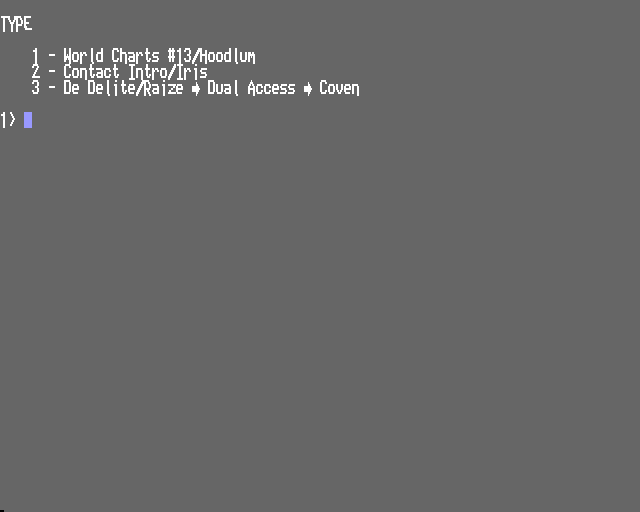 TYPE
1 - World Charts #13/Hoodlum
2 - Contact Intro/Iris
3 - De Delite/Raize → Dual Access → Coven
1>